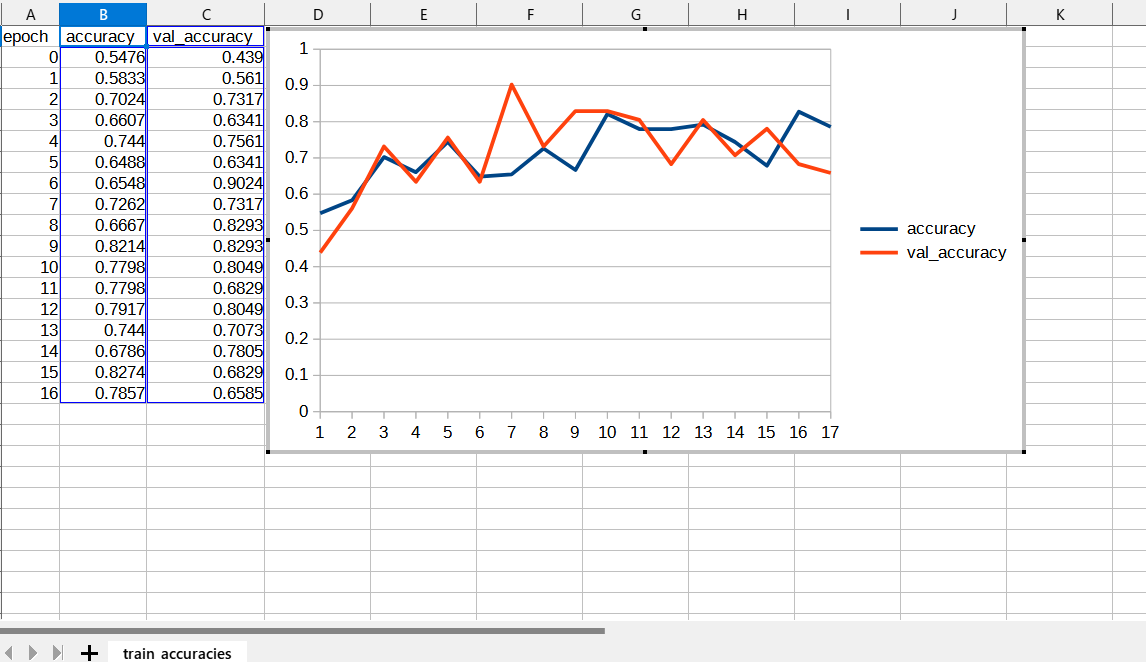 A B C D E F G H I J K
epoch accuracy val_accuracy
0 0.5476 0.439
1 0.5833 0.561
2 0.7024 0.7317
3 0.6607 0.6341
4 0.744 0.7561
5 0.6488 0.6341
6 0.6548 0.9024
7 0.7262 0.7317
8 0.6667 0.8293
9 0.8214 0.8293
10 0.7798 0.8049
11 0.7798 0.6829
12 0.7917 0.8049
13 0.744 0.7073
14 0.6786 0.7805
15 0.8274 0.6829
16 0.7857 0.6585
1
0.9
0.8
0.7
0.6
0.5
0.4
0.3
0.2
0.1
0
1 2 3 4 5 6 7 8 9 10 11 12 13 14 15 16 17
accuracy
val_accuracy
train_accuracies